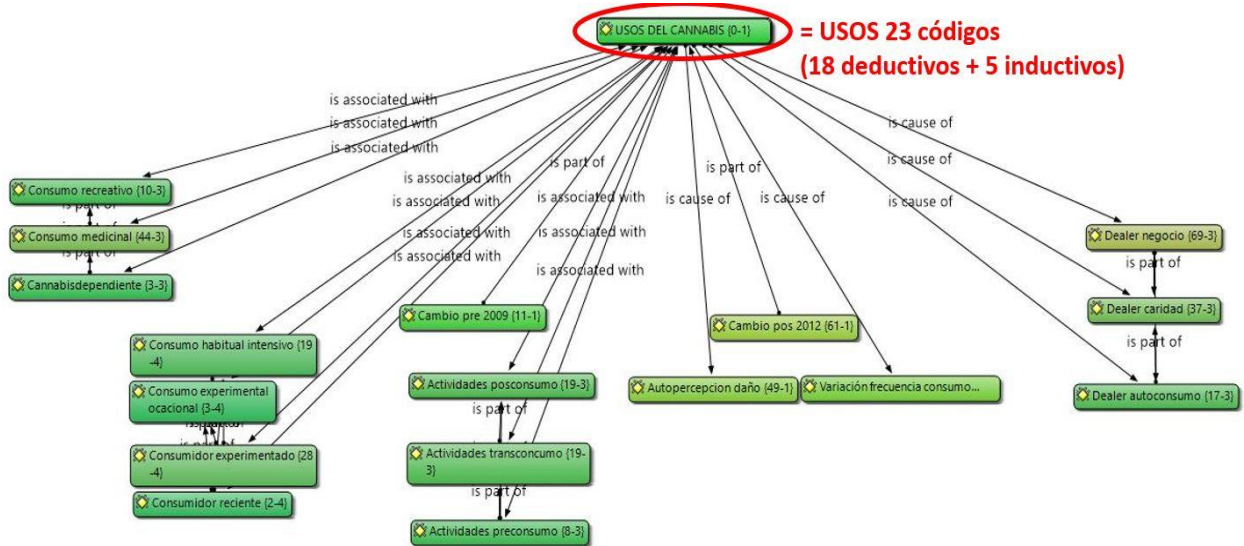 USOS DEL CANNABIS {0-1}
= USOS 23 códigos
(18 deductivos + 5 inductivos)
is associated with
is associated with
is associated with
is cause of
is part of
is part of
is cause of
is associated with
is associated with
is cause of
is associated with
is cause of
is cause of
Consumo recreativo {10-3}
is part of
is associated with
is associated with
is associated with
is associated with
Consumo medicinal {44-3}
Dealer negocio {69-3}
is part of
is part of
Cannabisdependiente {3-3}
Dealer caridad {37-3}
Cambio pre 2009 {11-1}
Cambio pos 2012 {61-1}
is part of
Consumo habitual intensivo {19
-4}
Actividades posconsumo {19-3}
Autopercepcion daño {49-1}
Variación frecuencia consumo...
Dealer autoconsumo {17-3}
Consumo experimental
ocacional {3-4}
is part of
is part of
Consumidor experimentado {28
-4}
Actividades transconcumo {19-
3}
is part of
Consumidor reciente {2-4}
Actividades preconsumo {8-3}